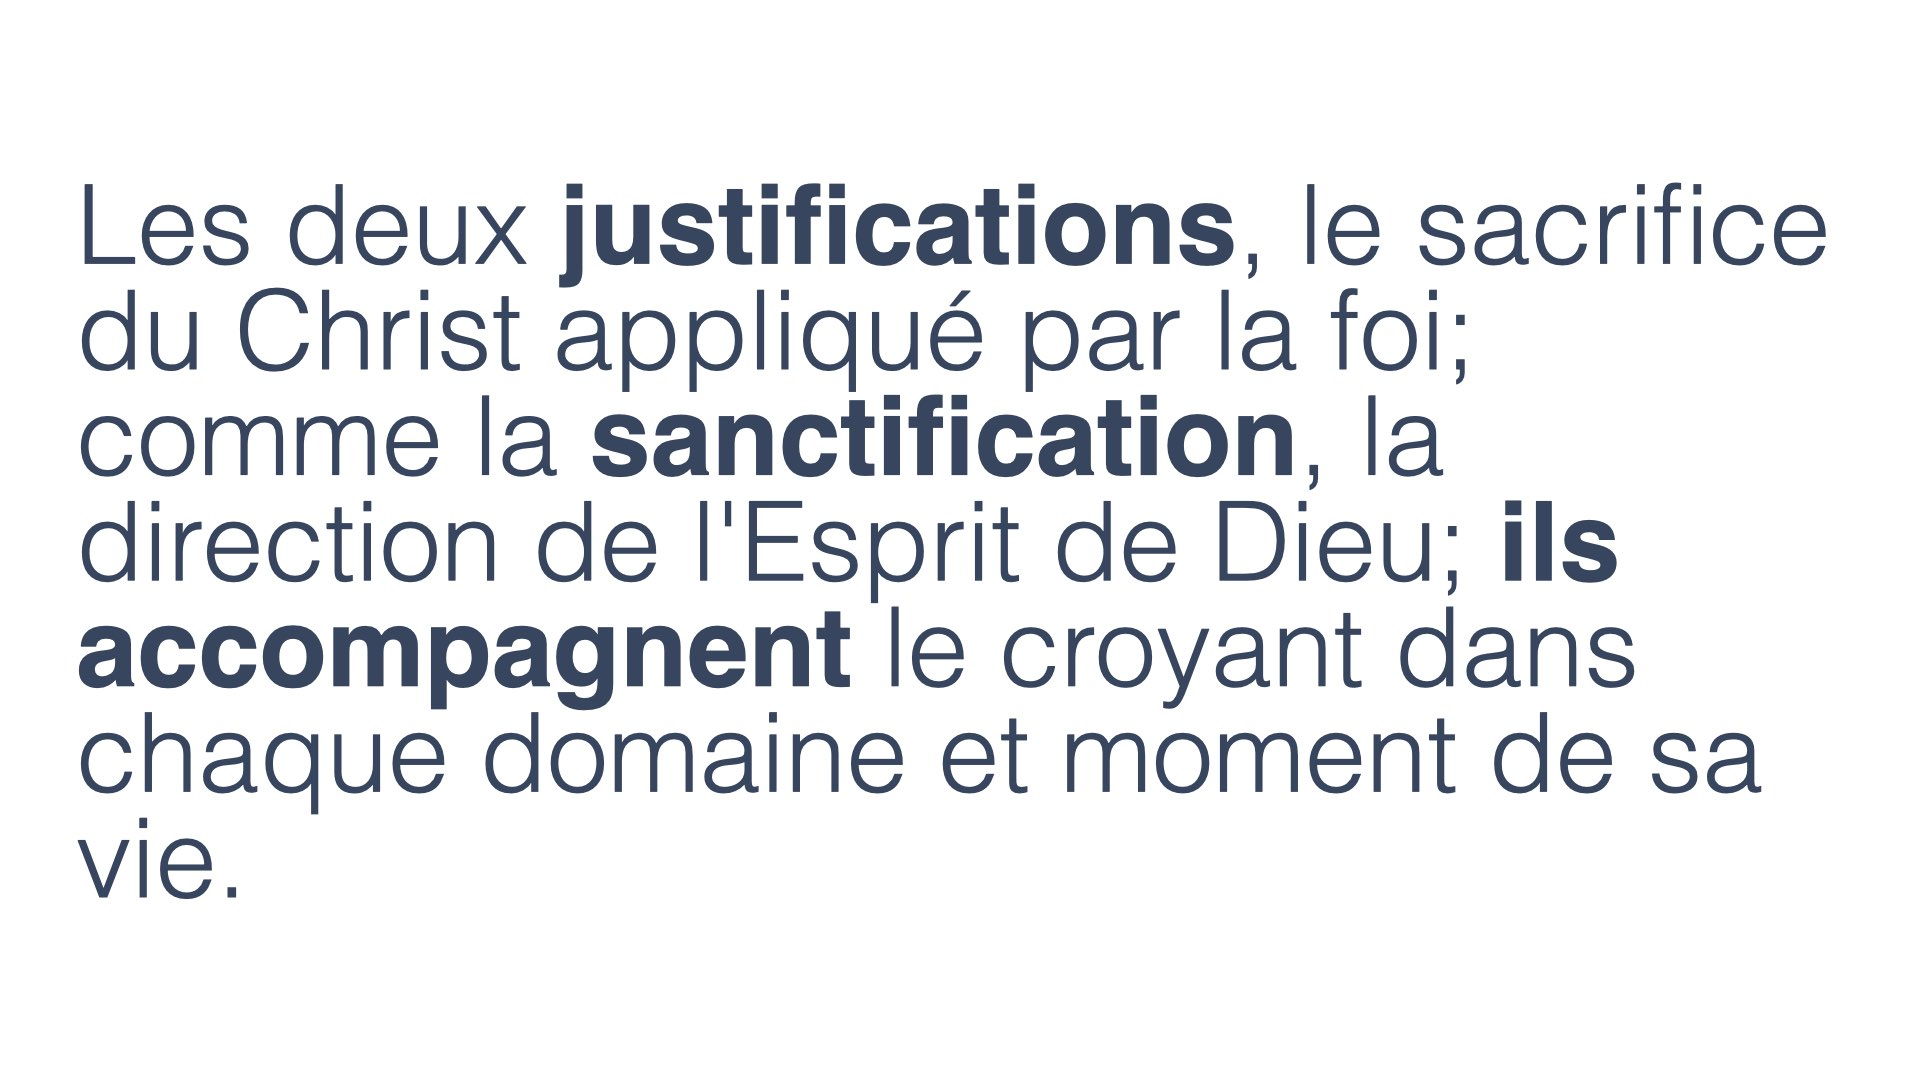 Les deux justifications, le sacrifice
du Christ appliqué par la foi;
comme la sanctification, la
direction de l'Esprit de Dieu; ils
accompagnent le croyant dans
chaque domaine et moment de sa
vie.